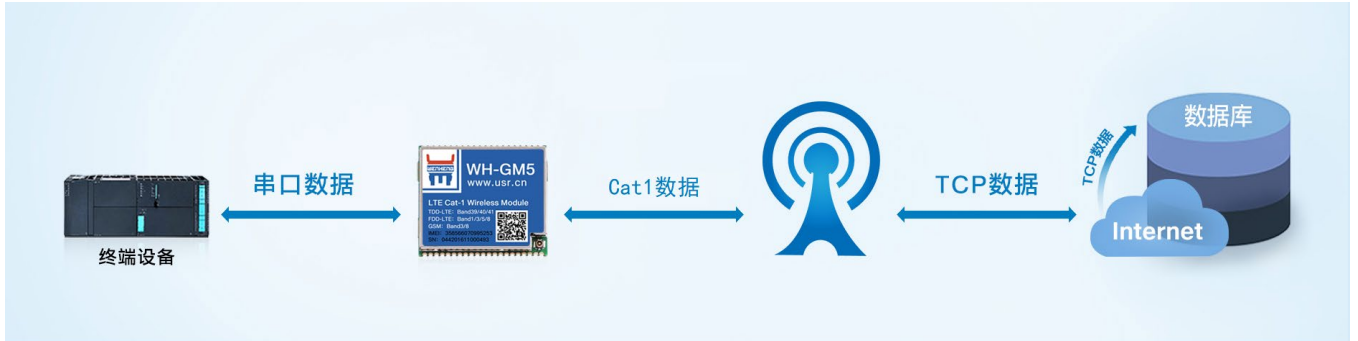 终端设备
串口数据
WENHENG
WH-GM5
www.usr.cn
LTE Cat-1 Wireless Module
TDD-LTE: Band39/40/41
FDD-LTE: Band1/3/5/8
GSM: Band3/8
Cat1数据
TCP数据
TCP数据
数据库
Internet